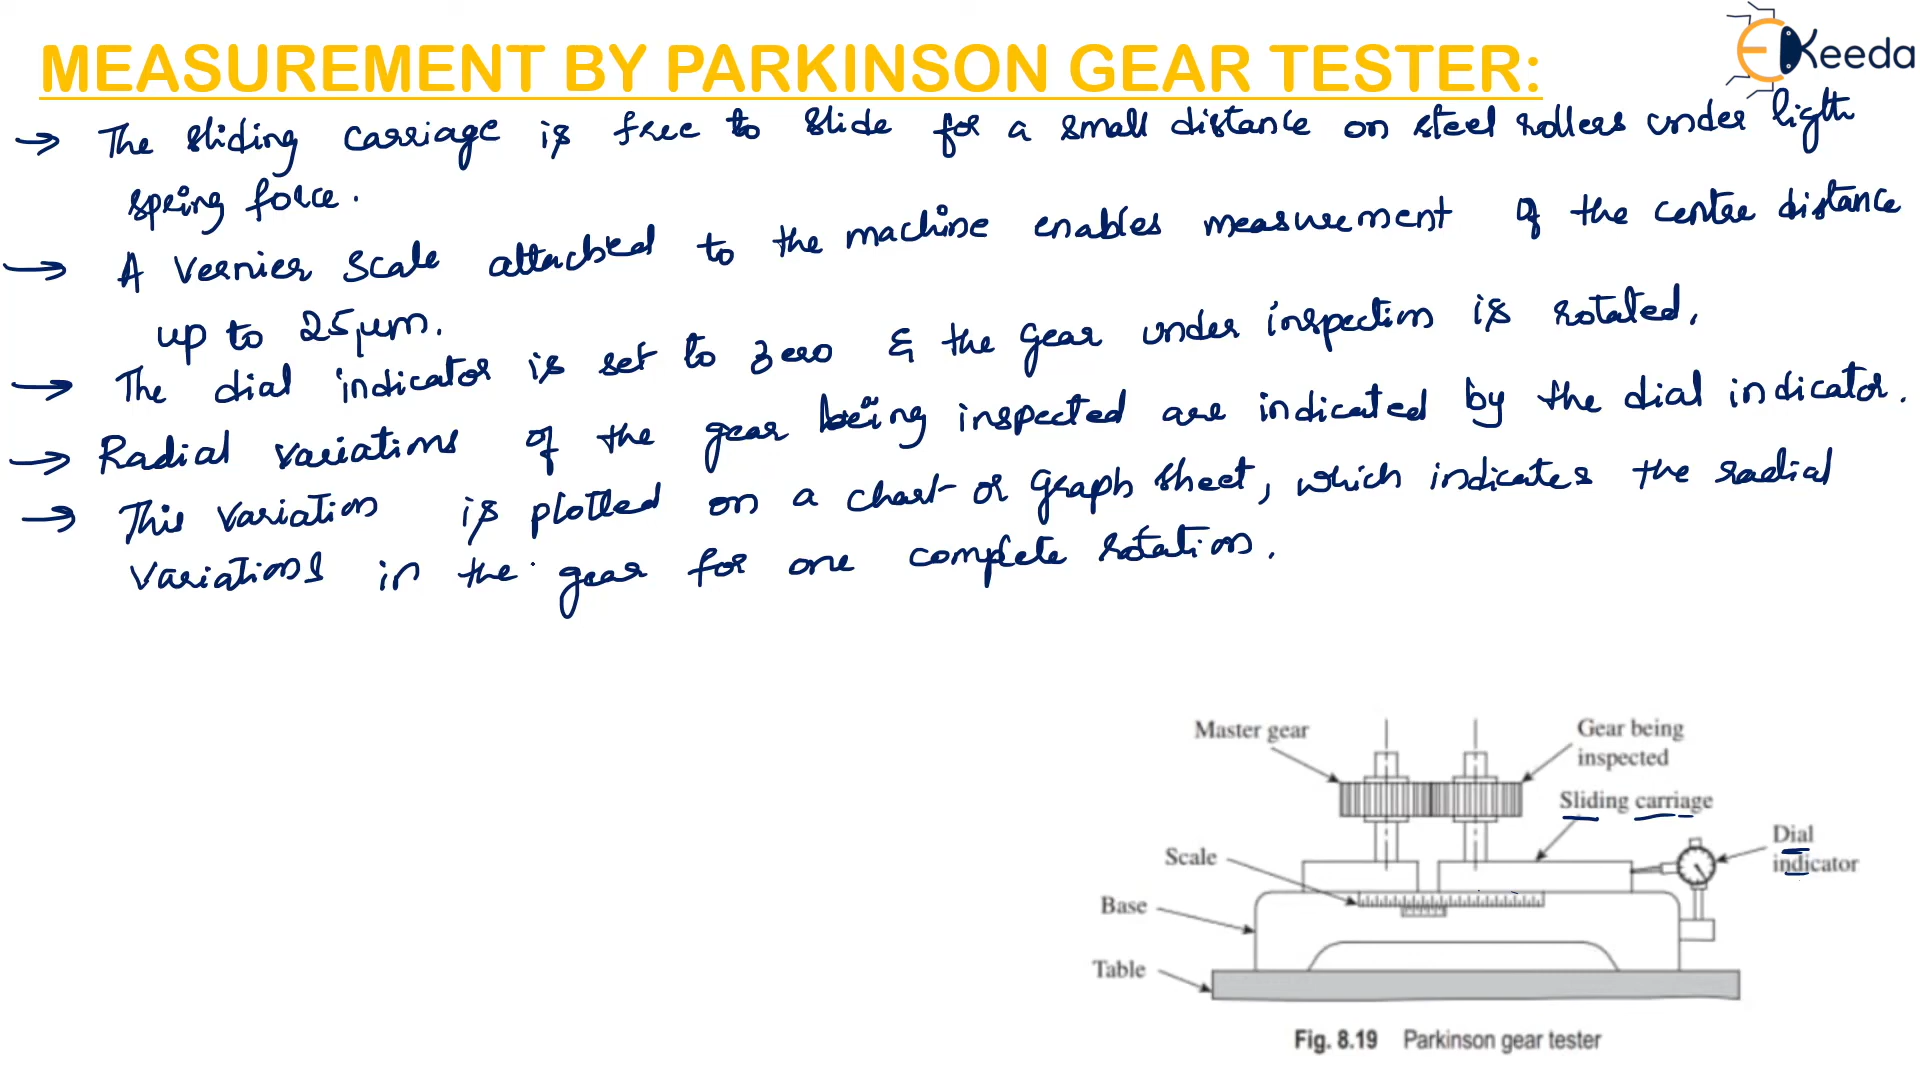 MEASUREMENT BY PARKINSON GEAR TESTER:
EKeeda
→ The sliding carriage is free to slide for a small distance on steel rollers under ligth
spring force.
→ A Vernier scale attached to the machine enables measurement of the centre distance
up to 25μm.
→ The dial indicator is set to zero & the gear under inspection is rotated.
→ Radial variations of the gear being inspected are indicated by the dial indicator.
→ This variation is plotted on a chart or graph sheet, which indicates the radial
variations in the gear for one complete rotation.
Master gear
Gear being
inspected
Sliding carriage
Dial
indicator
Scale
Base
Table
Fig. 8.19 Parkinson gear tester